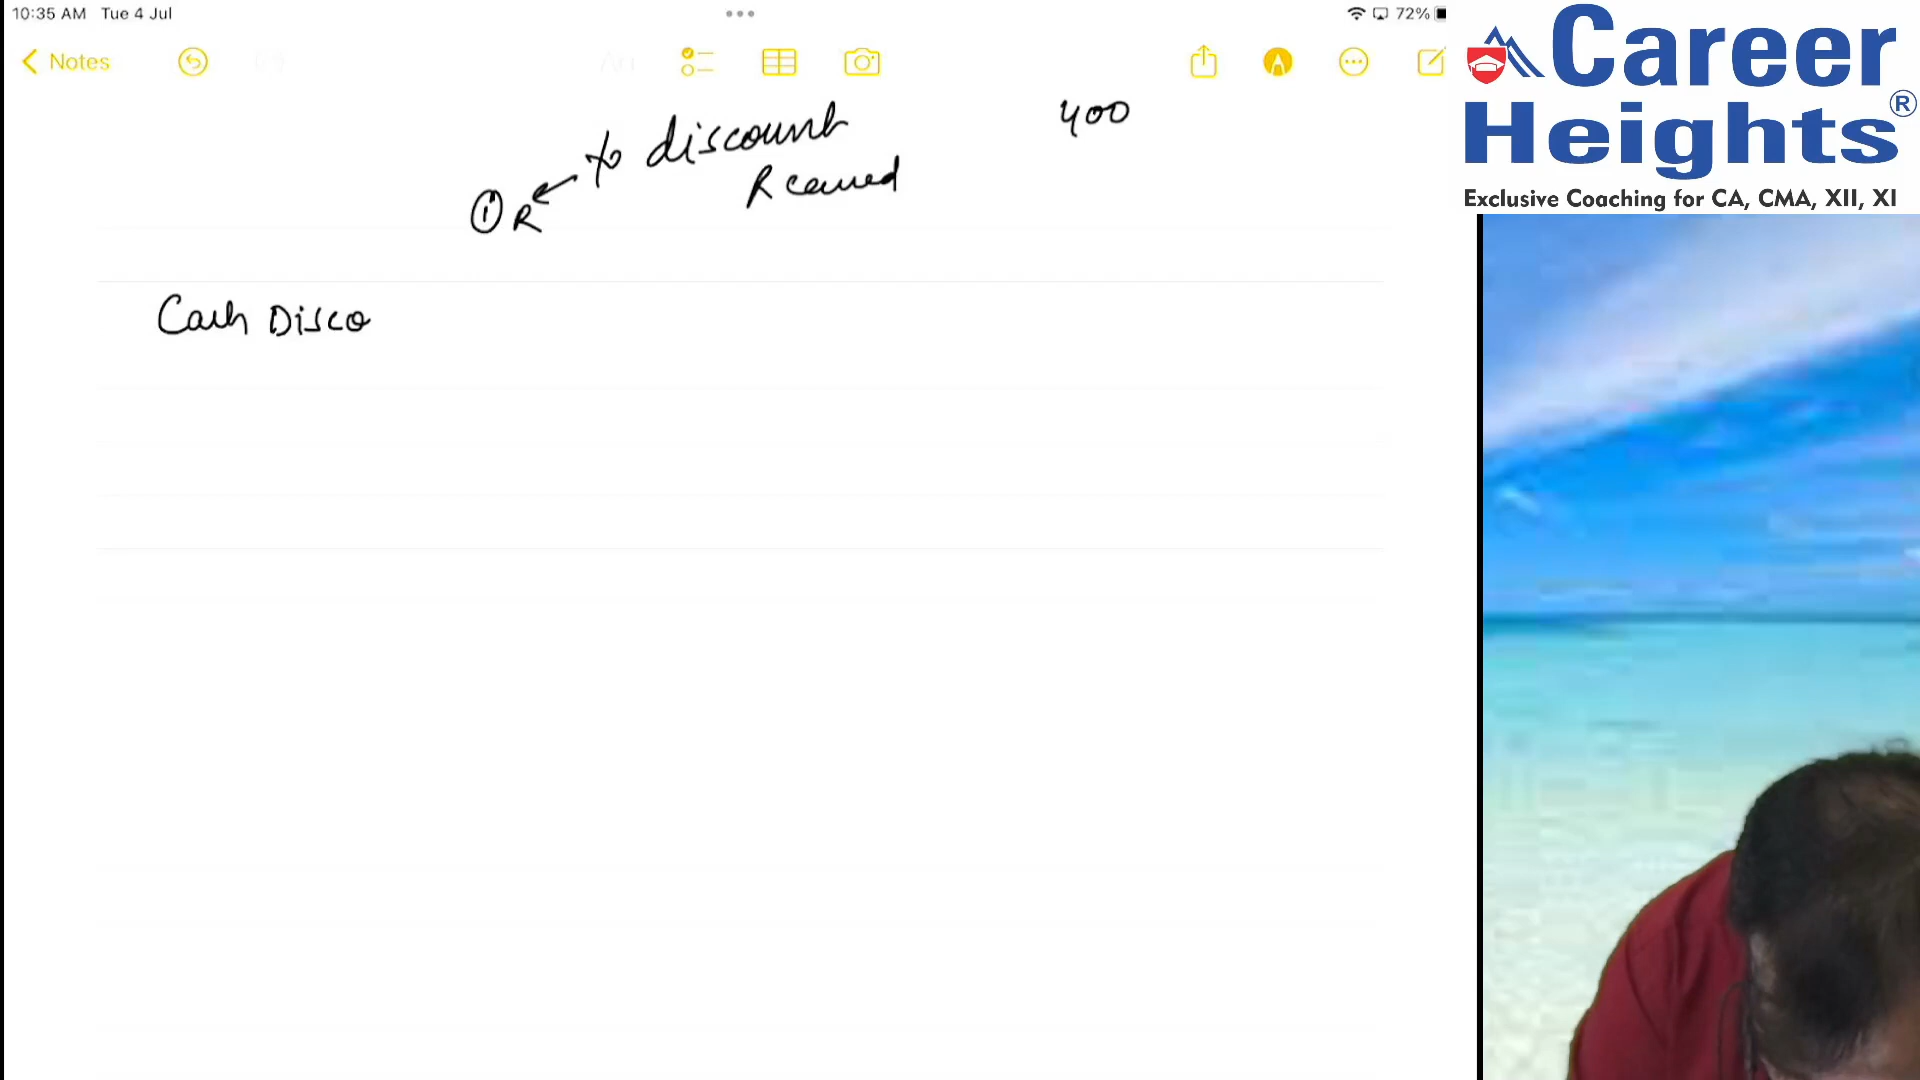 10:35 AM Tue 4 Jul
72%
Notes
to discount 400
Received
① R
Cash Disco
Career
Heights®
Exclusive Coaching for CA, CMA, XII, XI